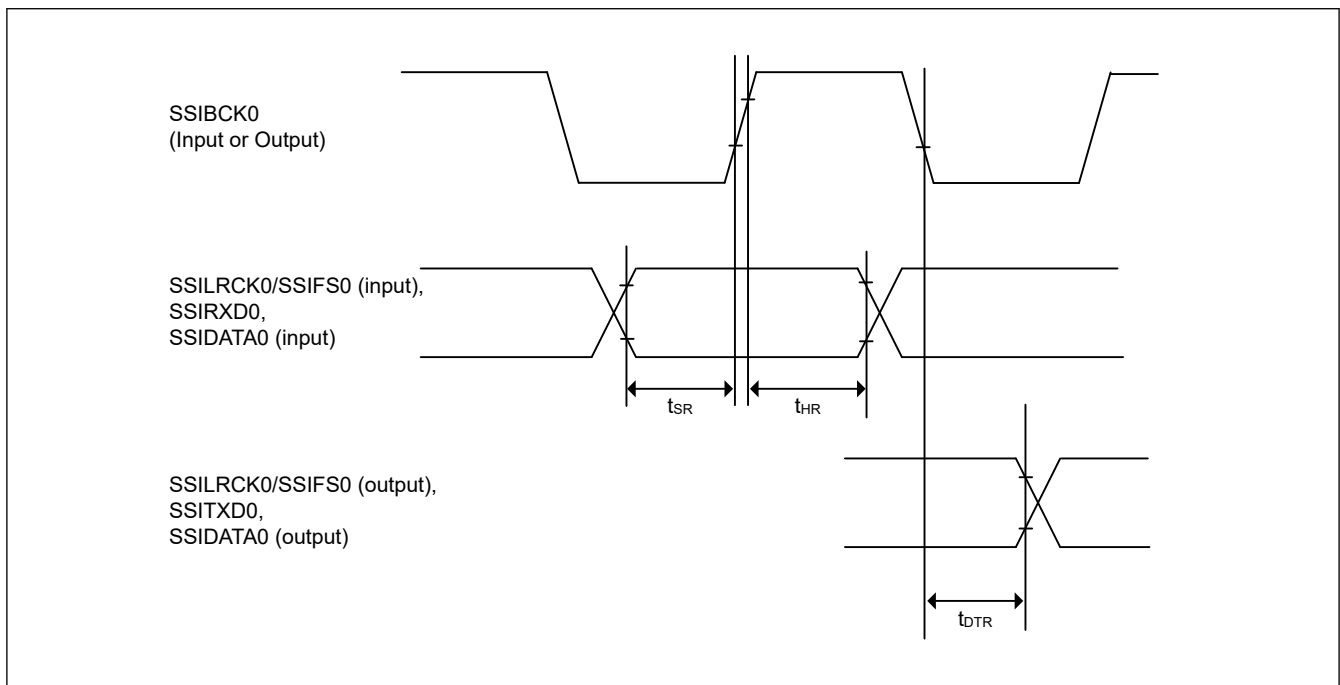 SSIBCK0
(Input or Output)
SSILRCK0/SSIFS0 (input),
SSIRXD0,
SSIDATA0 (input)
tSR
tHR
SSILRCK0/SSIFS0 (output),
SSITXD0,
SSIDATA0 (output)
tDTR